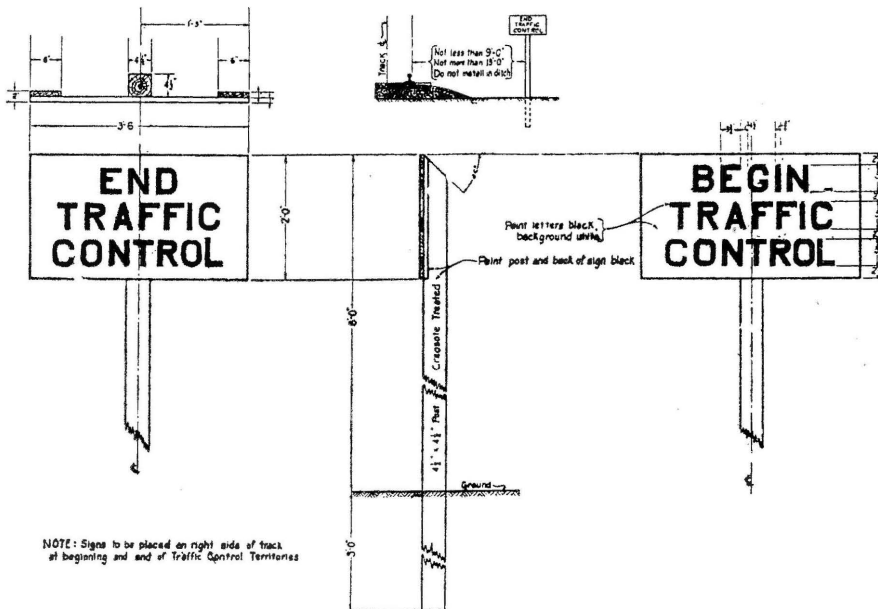 END
TRAFFIC
CONTROL
Track ℄
Not less than 9'-0"
Not more than 13'-0"
Do not install in ditch
6"
4½"
6"
4½"
3'-6
END
TRAFFIC
CONTROL
2'-0"
8'-0"
BEGIN
TRAFFIC
CONTROL
Paint letters black,
background white
Paint post and back of sign black
4½" x 4½" Post Creosote Treated
Ground
3'-0"
℄
℄
NOTE: Signs to be placed on right side of track
at beginning and end of Traffic Control Territories